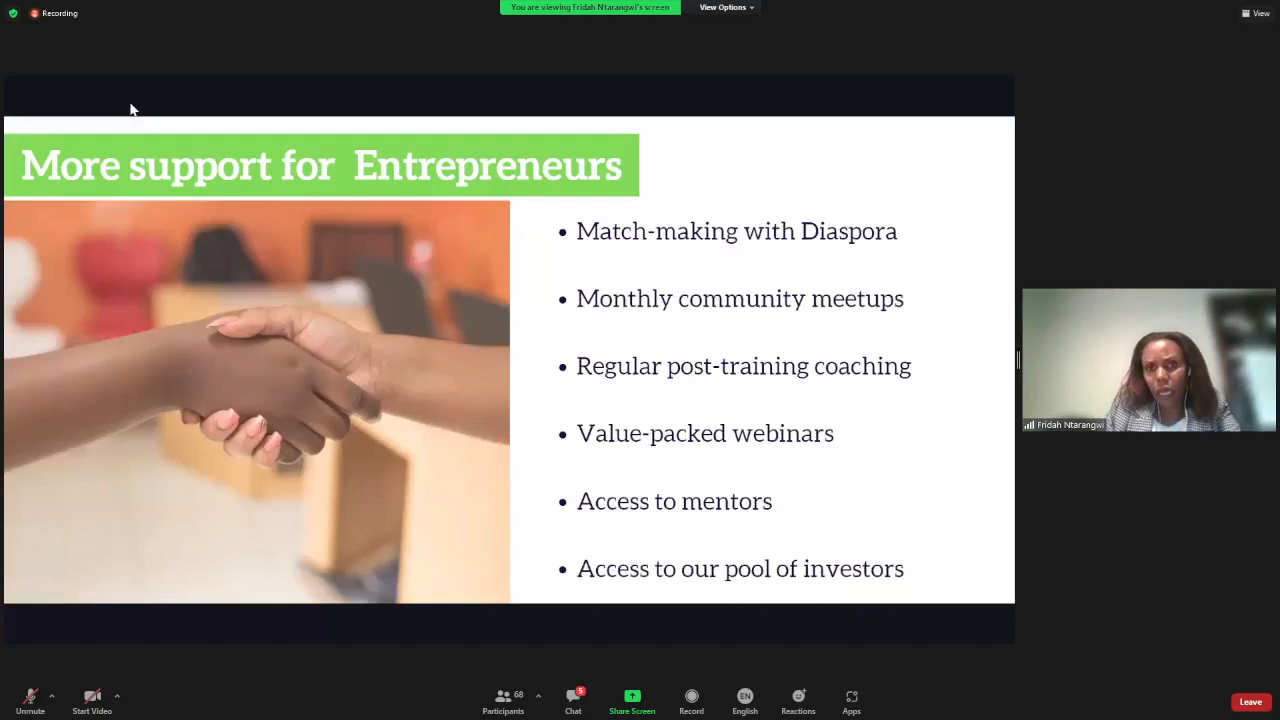 Recording
You are viewing Fridah Ntarangwi's screen
View Options
View
More support for Entrepreneurs
• Match-making with Diaspora
• Monthly community meetups
• Regular post-training coaching
• Value-packed webinars
• Access to mentors
• Access to our pool of investors
Fridah Ntarangwi
68
5
EN
Unmute
Start Video
Participants
Chat
Share Screen
Record
English
Reactions
Apps
Leave